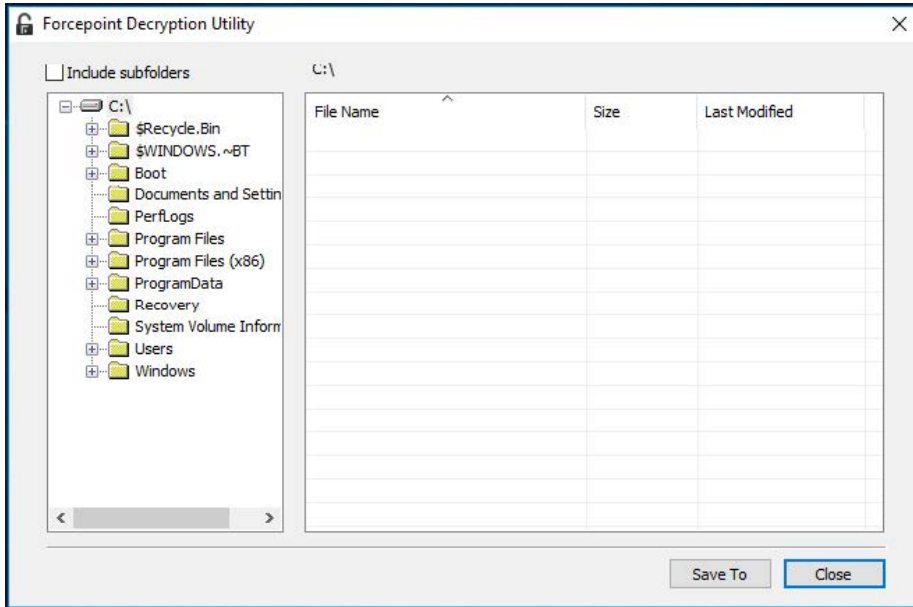 Forcepoint Decryption Utility
Include subfolders
C:\
C:\
$Recycle.Bin
$WINDOWS.~BT
Boot
Documents and Settin
PerfLogs
Program Files
Program Files (x86)
ProgramData
Recovery
System Volume Inform
Users
Windows
File Name Size Last Modified
Save To Close